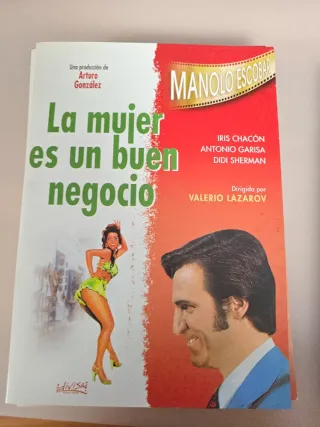 Una producción de
Arturo
González
MANOLO ESCOBAR
La mujer
es un buen
negocio
IRIS CHACÓN
ANTONIO GARISA
DIDI SHERMAN
Dirigida por
VALERIO LAZAROV
divisa